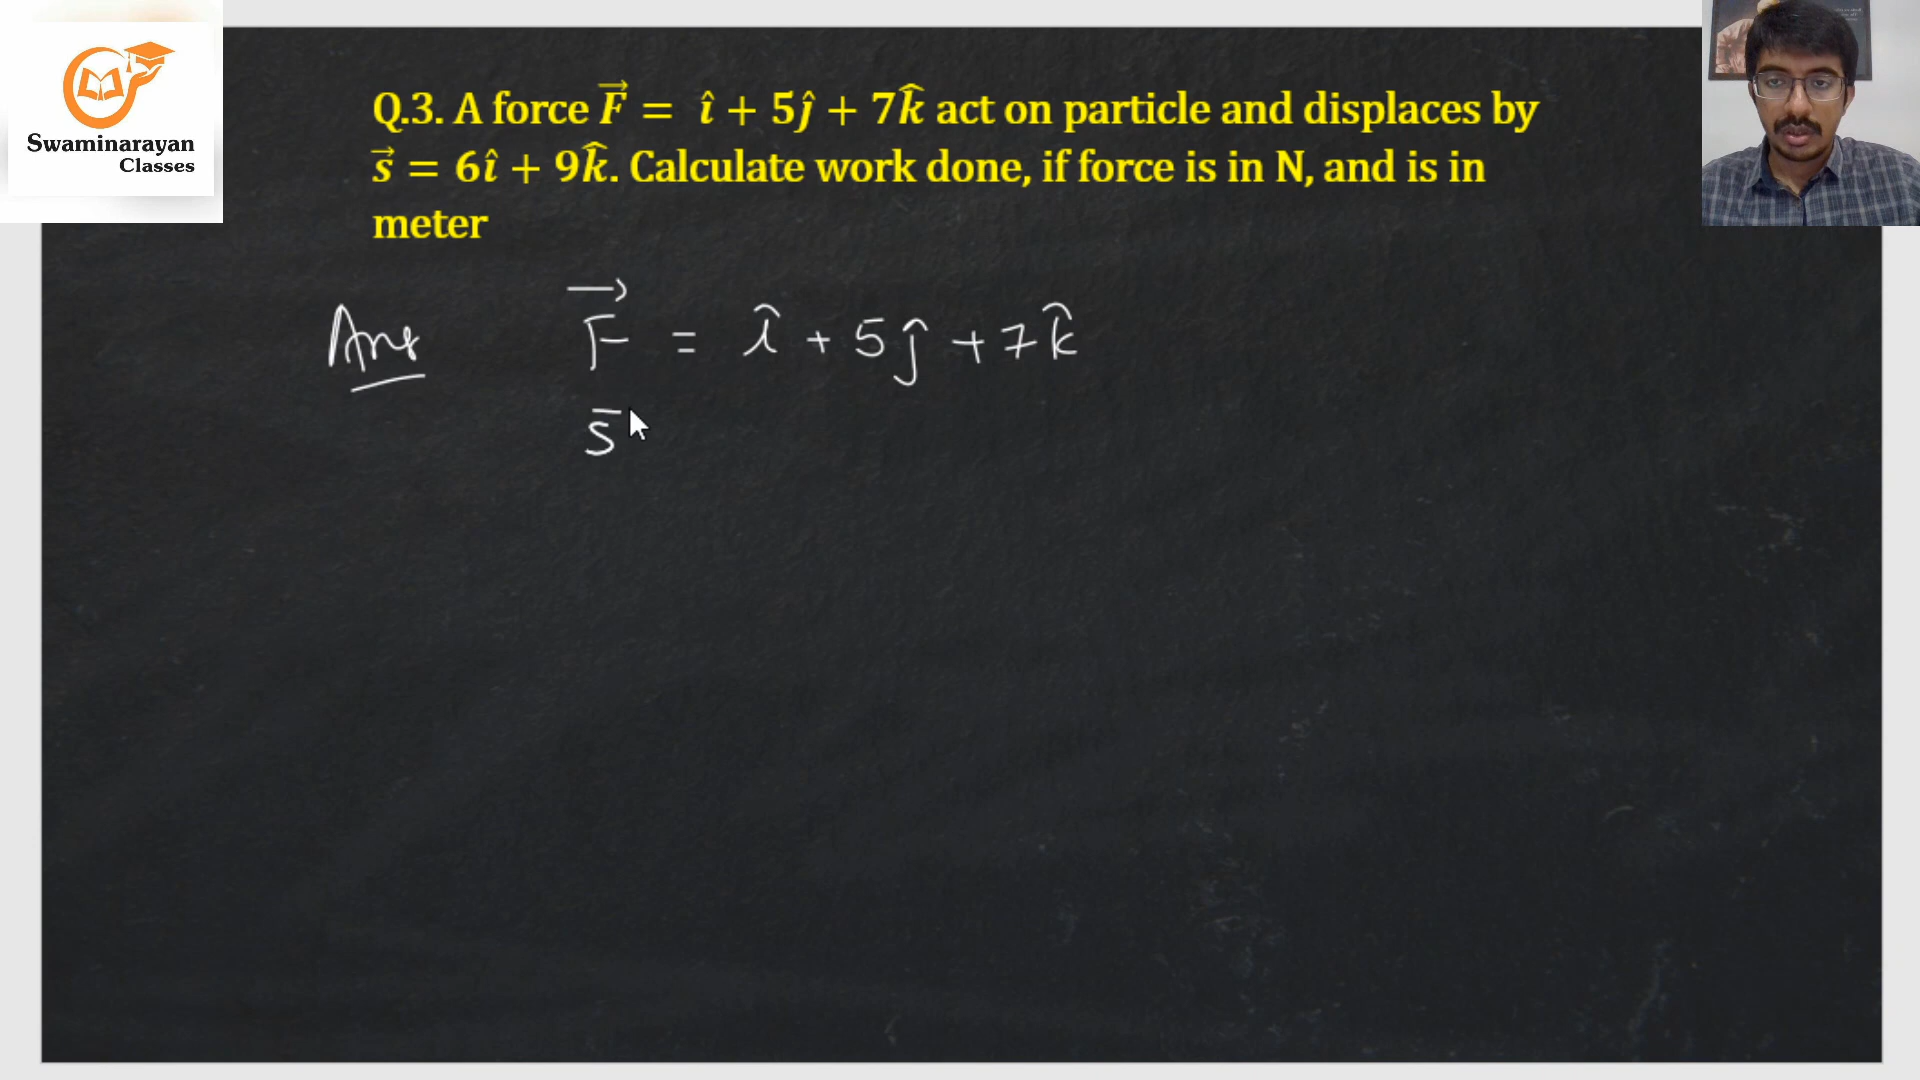 Swaminarayan
Classes
Q.3. A force F⃗ = î + 5ĵ + 7k̂ act on particle and displaces by
s⃗ = 6î + 9k̂. Calculate work done, if force is in N, and is in
meter
Ans F⃗ = î + 5ĵ + 7k̂
s̅